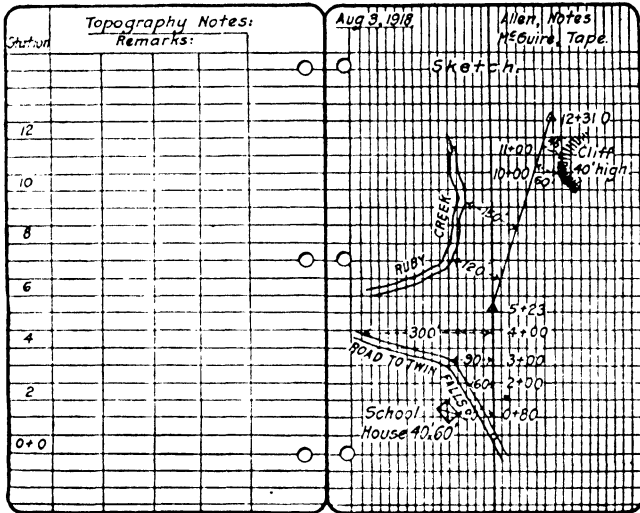 Topography Notes:
Station
Remarks:
12
10
8
6
4
2
0+0
Aug 3, 1918
Allen, Notes
McGuire, Tape.
Sketch.
12+31.0
11+00
Cliff
10+00
60'
40' high
150'
RUBY CREEK
120'
5+23
300'
4+00
ROAD TO TWIN FALLS
90
3+00
60
2+00
School
0+80
House 40x60